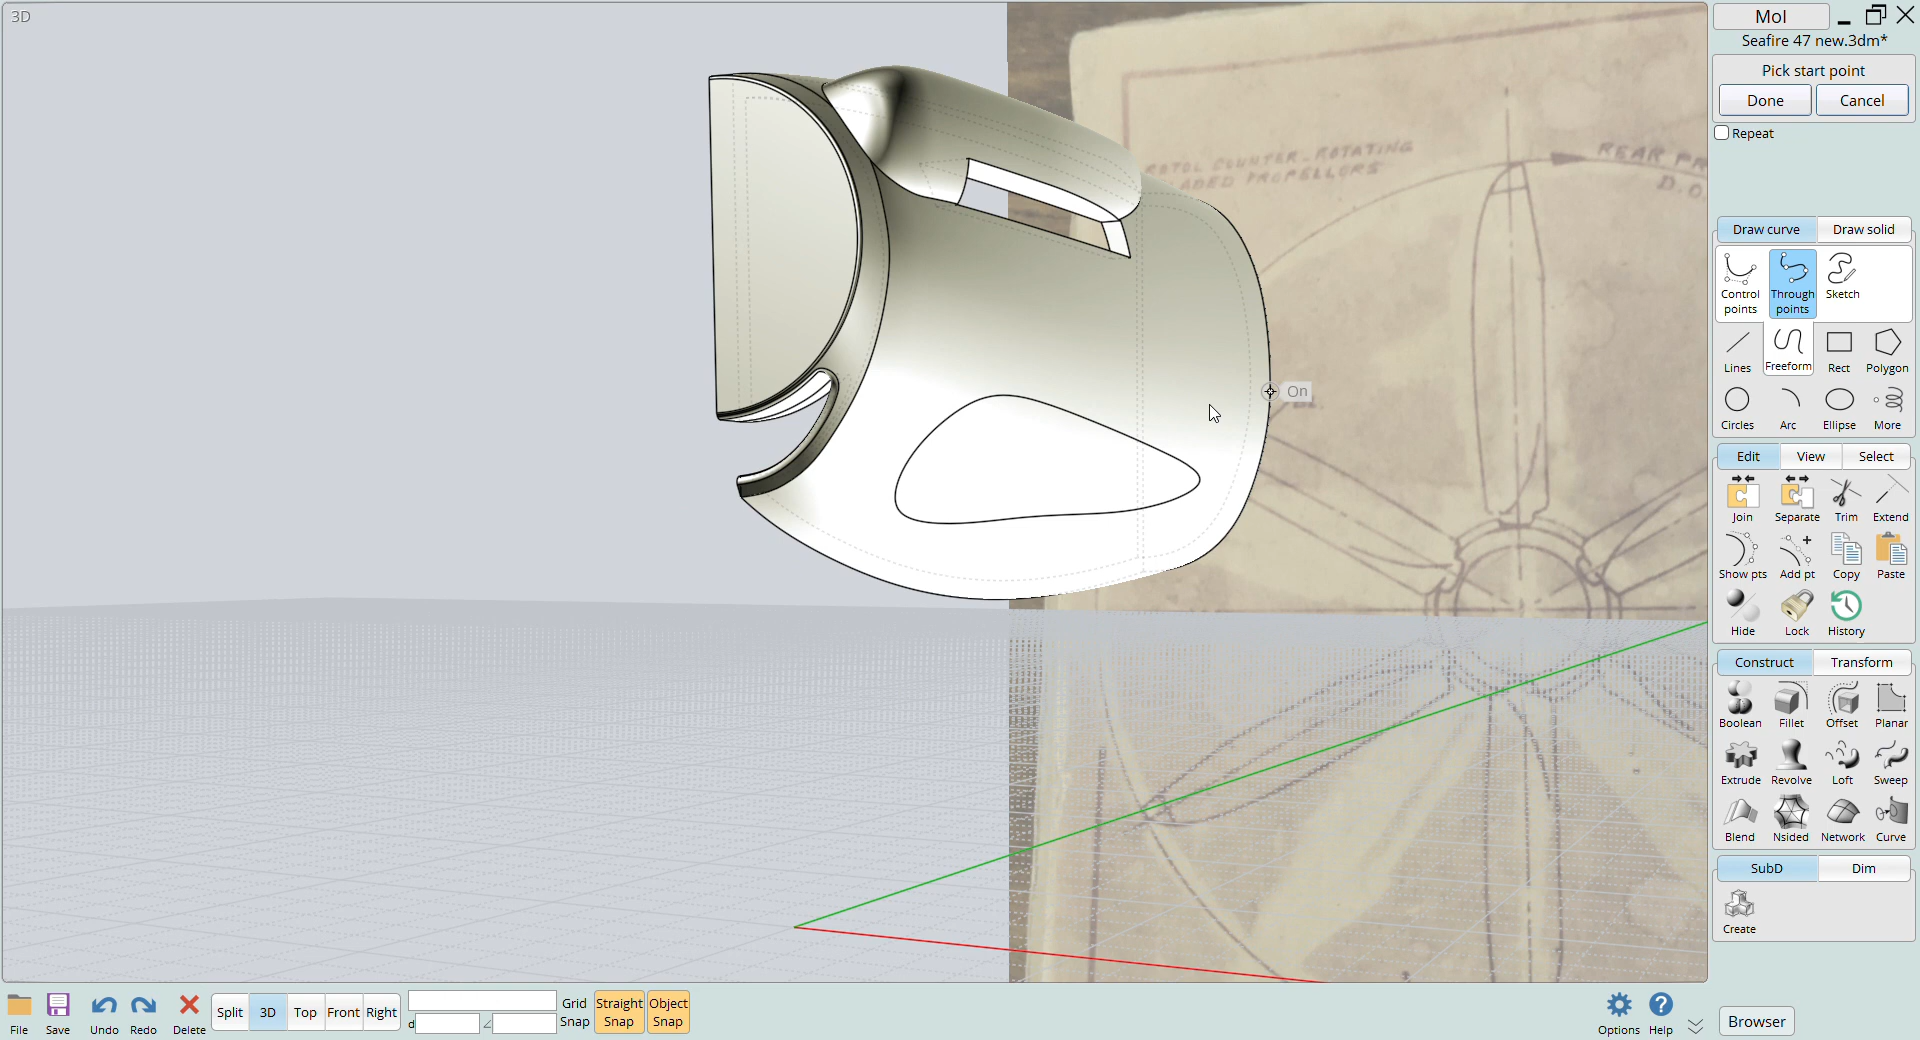 3D
MoI
Seafire 47 new.3dm*
Pick start point
Done
Cancel
Repeat
COUNTER-ROTATING
REAR
PROPELLORS
Draw curve
Draw solid
Control points
Through points
Sketch
Lines
Freeform
Rect
Polygon
On
Circles
Arc
Ellipse
More
Edit
View
Select
Join
Separate
Trim
Extend
Show pts
Add pt
Copy
Paste
Hide
Lock
History
Construct
Transform
Boolean
Fillet
Offset
Planar
Extrude
Revolve
Loft
Sweep
Blend
Nsided
Network
Curve
SubD
Dim
Create
File
Save
Undo
Redo
Delete
Split
3D
Top
Front
Right
d
∠
Grid Snap
Straight Snap
Object Snap
Options
Help
Browser